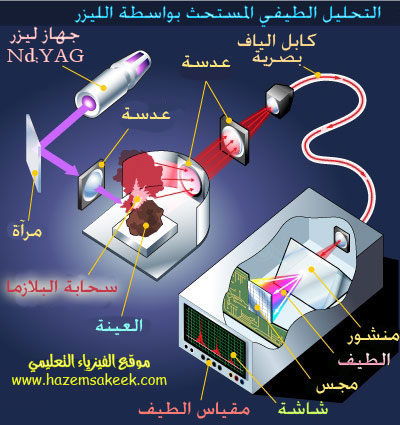 التحليل الطيفي المستحث بواسطة الليزر
جهاز ليزر
Nd;YAG
كابل الياف
بصرية
عدسة
عدسة
مرآة
سحابة البلازما
العينة
منشور
الطيف
مجس
شاشة
مقياس الطيف
موقع الفيزياء التعليمي
www.hazemsakeek.com